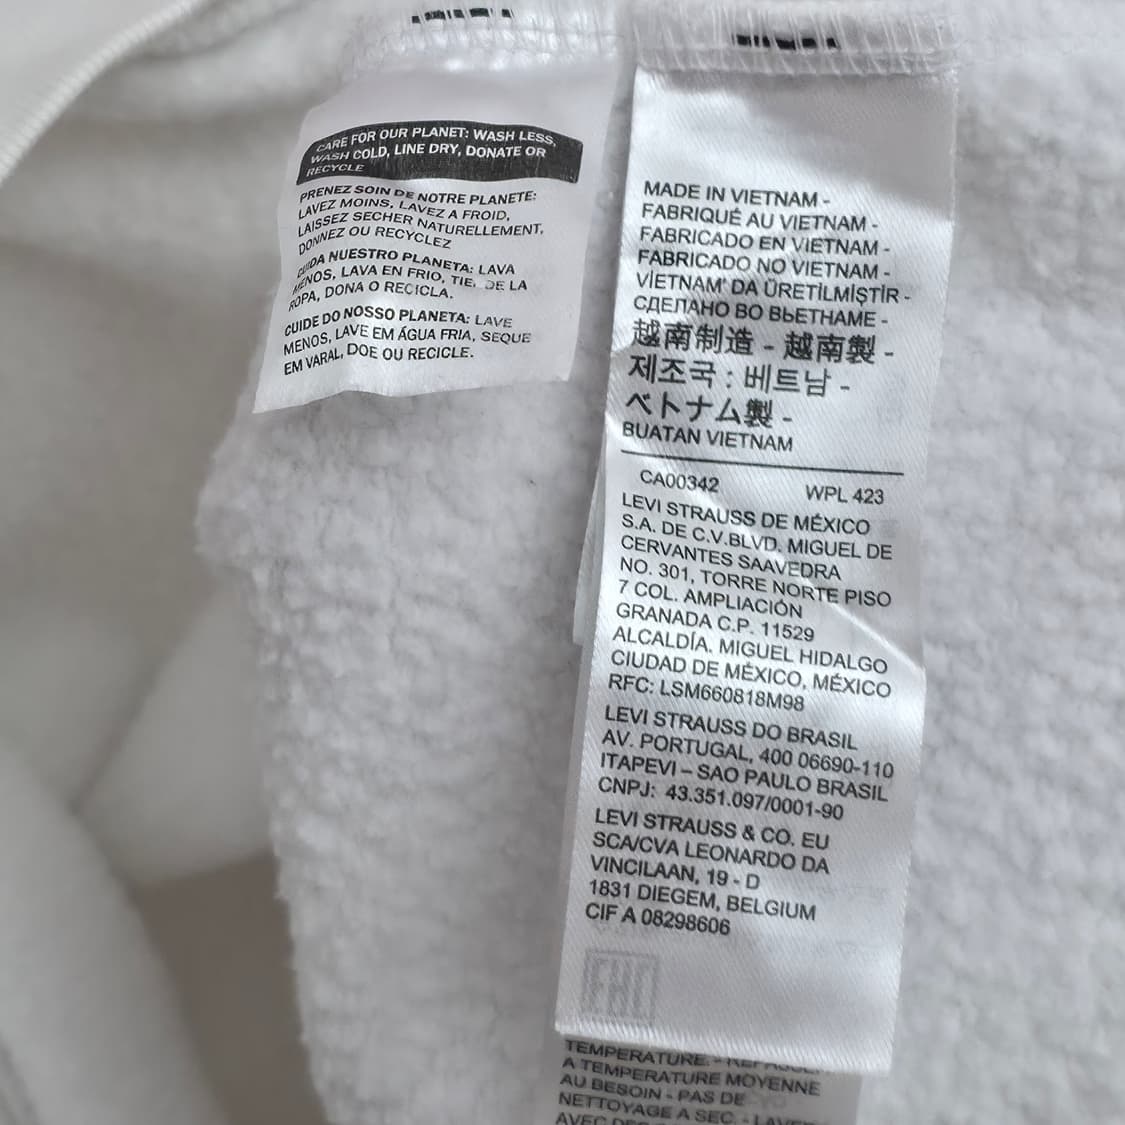 CARE FOR OUR PLANET: WASH LESS,
WASH COLD, LINE DRY, DONATE OR
RECYCLE
PRENEZ SOIN DE NOTRE PLANETE:
LAVEZ MOINS, LAVEZ A FROID,
LAISSEZ SECHER NATURELLEMENT,
DONNEZ OU RECYCLEZ
CUIDA NUESTRO PLANETA: LAVA
MENOS, LAVA EN FRIO, DE LA
ROPA, DONA O RECICLA.
CUIDE DO NOSSO PLANETA: LAVE
MENOS, LAVE EM ÁGUA FRIA, SEQUE
EM VARAL, DOE OU RECICLE.
MADE IN VIETNAM -
FABRIQUÉ AU VIETNAM -
FABRICADO EN VIETNAM -
FABRICADO NO VIETNAM -
VİETNAM' DA ÜRETİLMİŞTİR -
СДЕЛАНО ВО ВЬЕТНАМЕ -
越南制造 - 越南製 -
제조국 : 베트남 -
ベトナム製 -
BUATAN VIETNAM
CA00342 WPL 423
LEVI STRAUSS DE MÉXICO
S.A. DE C.V.BLVD. MIGUEL DE
CERVANTES SAAVEDRA
NO. 301, TORRE NORTE PISO
7 COL. AMPLIACIÓN
GRANADA C.P. 11529
ALCALDÍA. MIGUEL HIDALGO
CIUDAD DE MÉXICO, MÉXICO
RFC: LSM660818M98
LEVI STRAUSS DO BRASIL
AV. PORTUGAL, 400 06690-110
ITAPEVI – SAO PAULO BRASIL
CNPJ: 43.351.097/0001-90
LEVI STRAUSS & CO. EU
SCA/CVA LEONARDO DA
VINCILAAN, 19 - D
1831 DIEGEM, BELGIUM
CIF A 08298606
TEMPERATURE. -
A TEMPERATURE MOYENNE
AU BESOIN - PAS DE
NETTOYAGE A SEC. -
AVEC DES